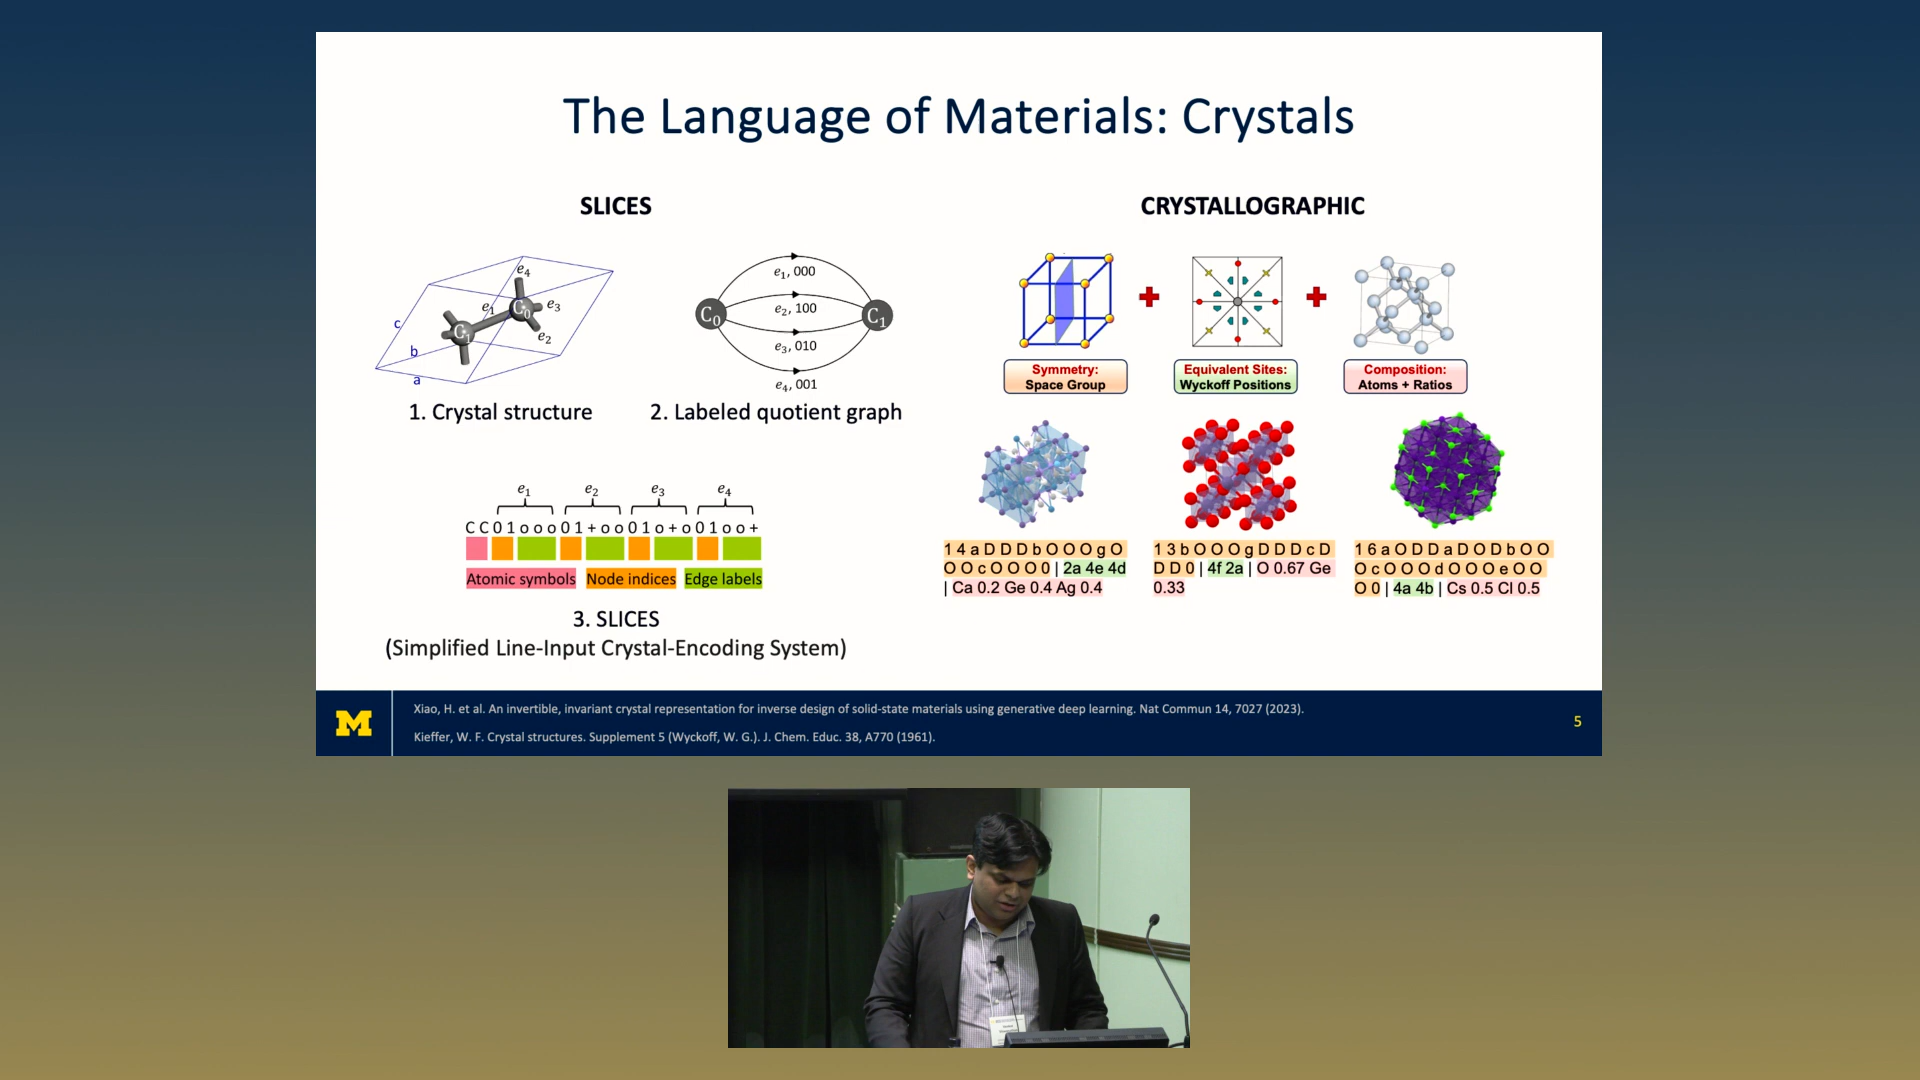 The Language of Materials: Crystals
SLICES
e4
e1
C0
e3
C1
e2
c
b
a
1. Crystal structure
C0
C1
e1, 000
e2, 100
e3, 010
e4, 001
2. Labeled quotient graph
e1 e2 e3 e4
C C 0 1 o o o 0 1 + o o 0 1 o + o 0 1 o o +
Atomic symbols Node indices Edge labels
3. SLICES
(Simplified Line-Input Crystal-Encoding System)
CRYSTALLOGRAPHIC
Symmetry:
Space Group
Equivalent Sites:
Wyckoff Positions
Composition:
Atoms + Ratios
1 4 a D D D b O O O g O
O O c O O O 0 | 2a 4e 4d
| Ca 0.2 Ge 0.4 Ag 0.4
1 3 b O O O g D D D c D
D D 0 | 4f 2a | O 0.67 Ge
0.33
1 6 a O D D a D O D b O O
O c O O O d O O O e O O
O 0 | 4a 4b | Cs 0.5 Cl 0.5
M
Xiao, H. et al. An invertible, invariant crystal representation for inverse design of solid-state materials using generative deep learning. Nat Commun 14, 7027 (2023).
Kieffer, W. F. Crystal structures. Supplement 5 (Wyckoff, W. G.). J. Chem. Educ. 38, A770 (1961).
5